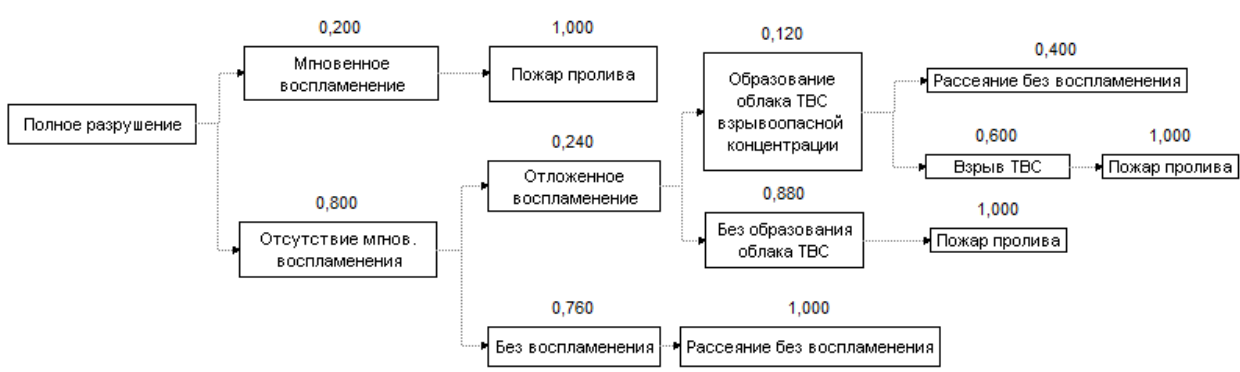 0,200
1,000
0,120
0,400
Мгновенное
воспламенение
Пожар пролива
Образование
облака ТВС
взрывоопасной
концентрации
Рассеяние без воспламенения
Полное разрушение
0,240
0,600
1,000
Отложенное
воспламенение
Взрыв ТВС
Пожар пролива
0,800
0,880
1,000
Отсутствие мгнов.
воспламенения
Без образования
облака ТВС
Пожар пролива
0,760
1,000
Без воспламенения
Рассеяние без воспламенения